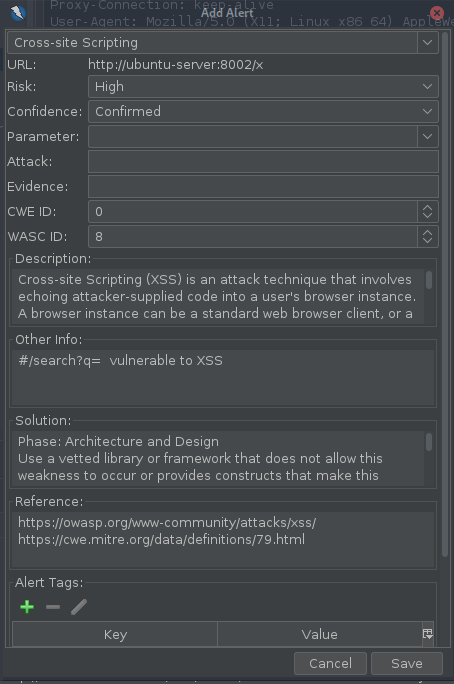 Proxy-Connection: keep-alive
User-Agent: Mozilla/5.0 (X11; Linux x86_64) AppleWe
Add Alert
Cross-site Scripting
URL: http://ubuntu-server:8002/x
Risk: High
Confidence: Confirmed
Parameter:
Attack:
Evidence:
CWE ID: 0
WASC ID: 8
Description:
Cross-site Scripting (XSS) is an attack technique that involves
echoing attacker-supplied code into a user's browser instance.
A browser instance can be a standard web browser client, or a
Other Info:
#/search?q=  vulnerable to XSS
Solution:
Phase: Architecture and Design
Use a vetted library or framework that does not allow this
weakness to occur or provides constructs that make this
Reference:
https://owasp.org/www-community/attacks/xss/
https://cwe.mitre.org/data/definitions/79.html
Alert Tags:
Key Value
Cancel Save